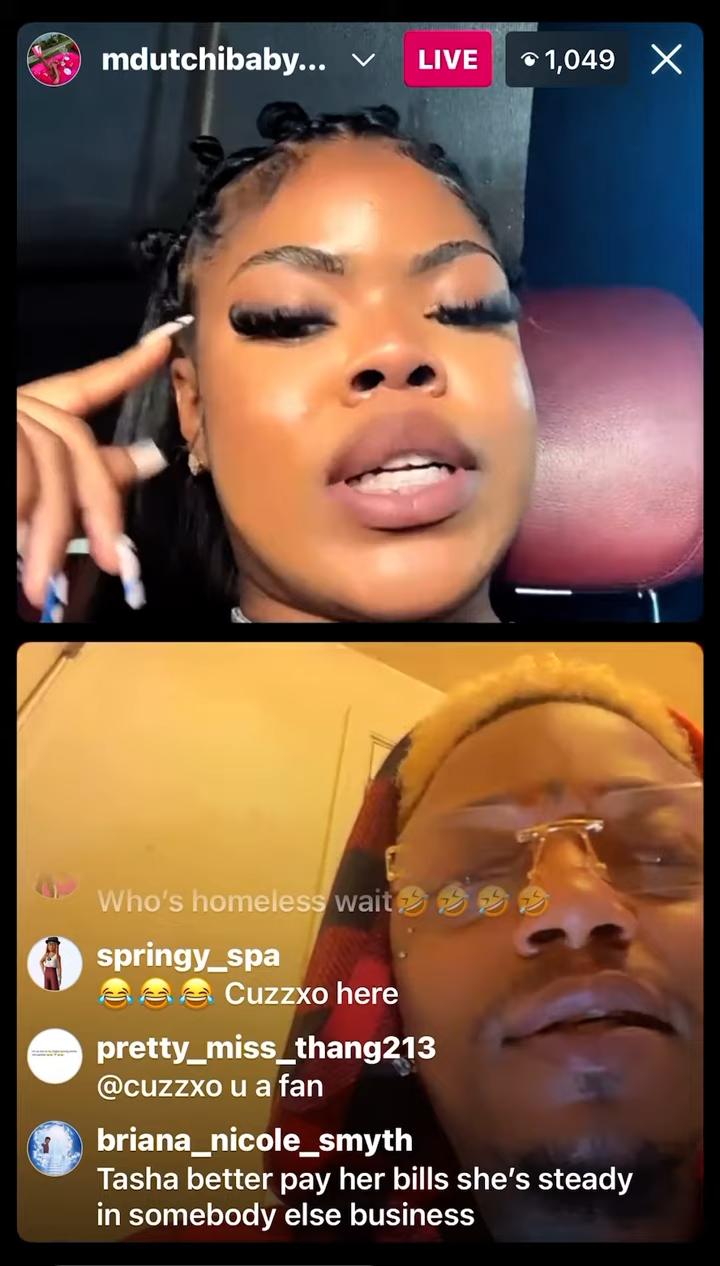 mdutchibaby...
LIVE
1,049
Who's homeless wait🤣🤣🤣🤣
springy_spa
😂😂😂 Cuzzxo here
pretty_miss_thang213
@cuzzxo u a fan
briana_nicole_smyth
Tasha better pay her bills she's steady
in somebody else business